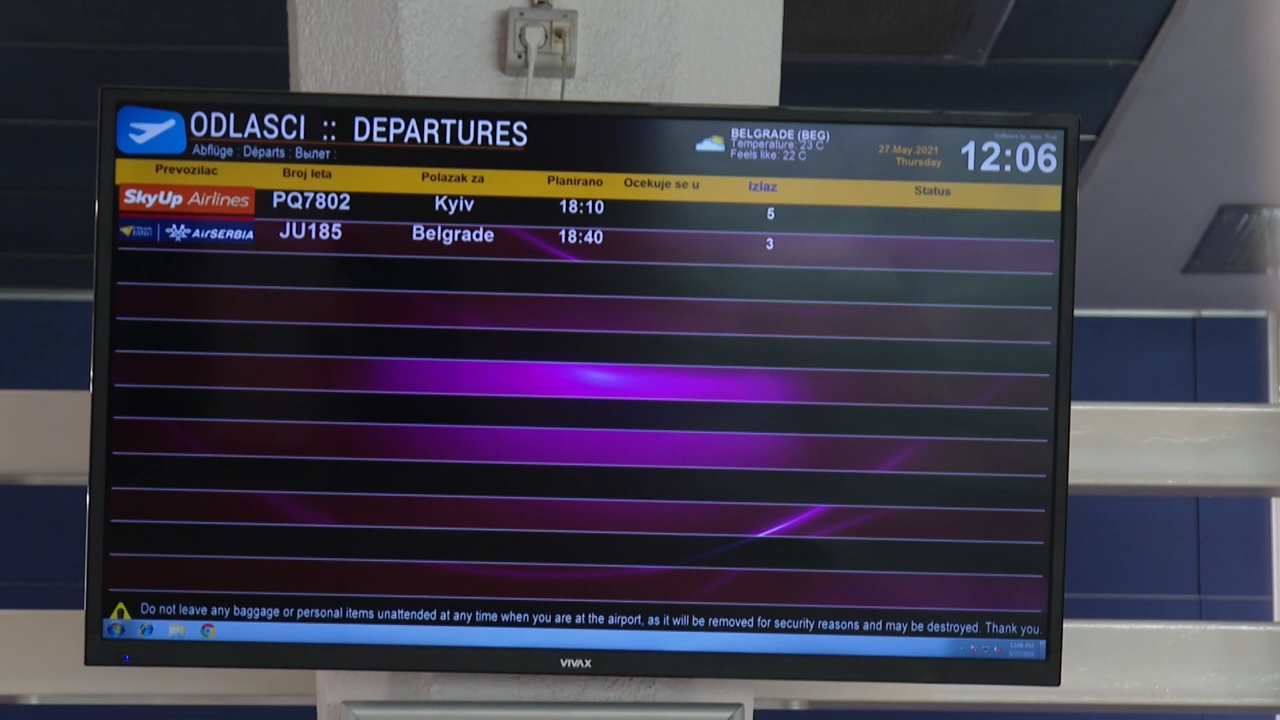 ODLASCI :: DEPARTURES
Abflüge : Départs : Вылет :
BELGRADE (BEG)
Temperature: 23 C
Feels like: 22 C
27.May.2021
Thursday
12:06
Prevozilac Broj leta Polazak za Planirano Ocekuje se u Izlaz Status
SkyUp Airlines PQ7802 Kyiv 18:10 5
AirSERBIA JU185 Belgrade 18:40 3
Do not leave any baggage or personal items unattended at any time when you are at the airport, as it will be removed for security reasons and may be destroyed. Thank you.
VIVAX